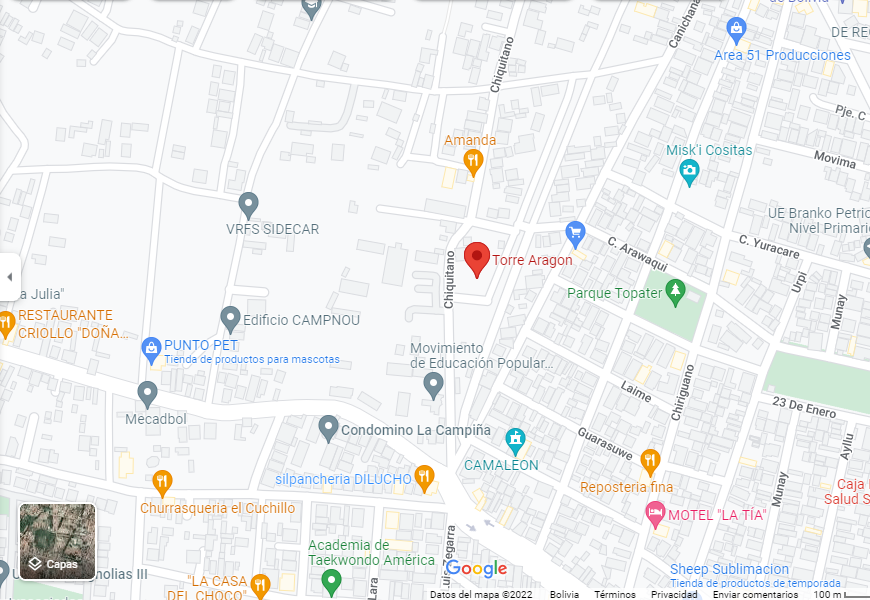 de Bolivia
Canichana
Chiquitano
Area 51 Producciones
Pje. C
Amanda
Misk'i Cositas
Movima
VRFS SIDECAR
UE Branko Petric
Nivel Primario
C. Arawaqui
C. Yuracare
Torre Aragon
Chiquitano
Urpi
Munay
Parque Topater
a Julia"
RESTAURANTE
CRIOLLO "DOÑA...
Edificio CAMPNOU
PUNTO PET
Tienda de productos para mascotas
Movimiento
de Educación Popular...
Laime
Chiriguano
23 De Enero
Mecadbol
Condomino La Campiña
Guarasuwe
Ayllu
CAMALEON
silpancheria DILUCHO
Reposteria fina
Munay
Caja
Salud S
Churrasqueria el Cuchillo
MOTEL "LA TÍA"
Academia de
Taekwondo América
Capas
nolias III
Google
"LA CASA
DEL CHOCO"
Lara
Sheep Sublimacion
Tienda de productos de temporada
Datos del mapa ©2022 Bolivia Términos Privacidad Enviar comentarios 100 m